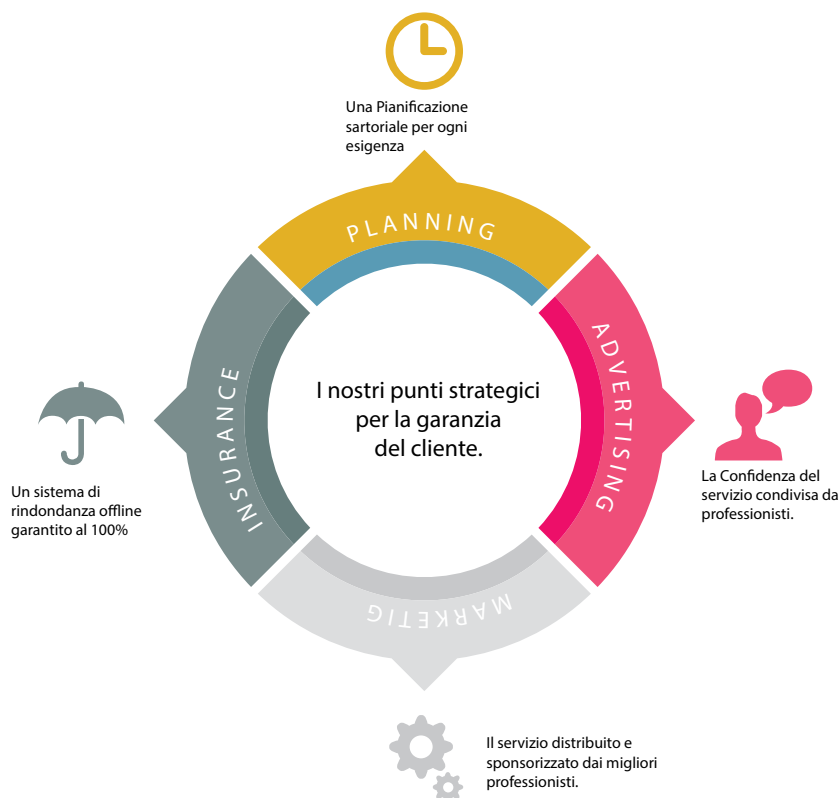 Una Pianificazione
sartoriale per ogni
esigenza
PLANNING
ADVERTISING
INSURANCE
I nostri punti strategici
per la garanzia
del cliente.
La Confidenza del
servizio condivisa da
professionisti.
Un sistema di
rindondanza offline
garantito al 100%
MARKETIG
Il servizio distribuito e
sponsorizzato dai migliori
professionisti.